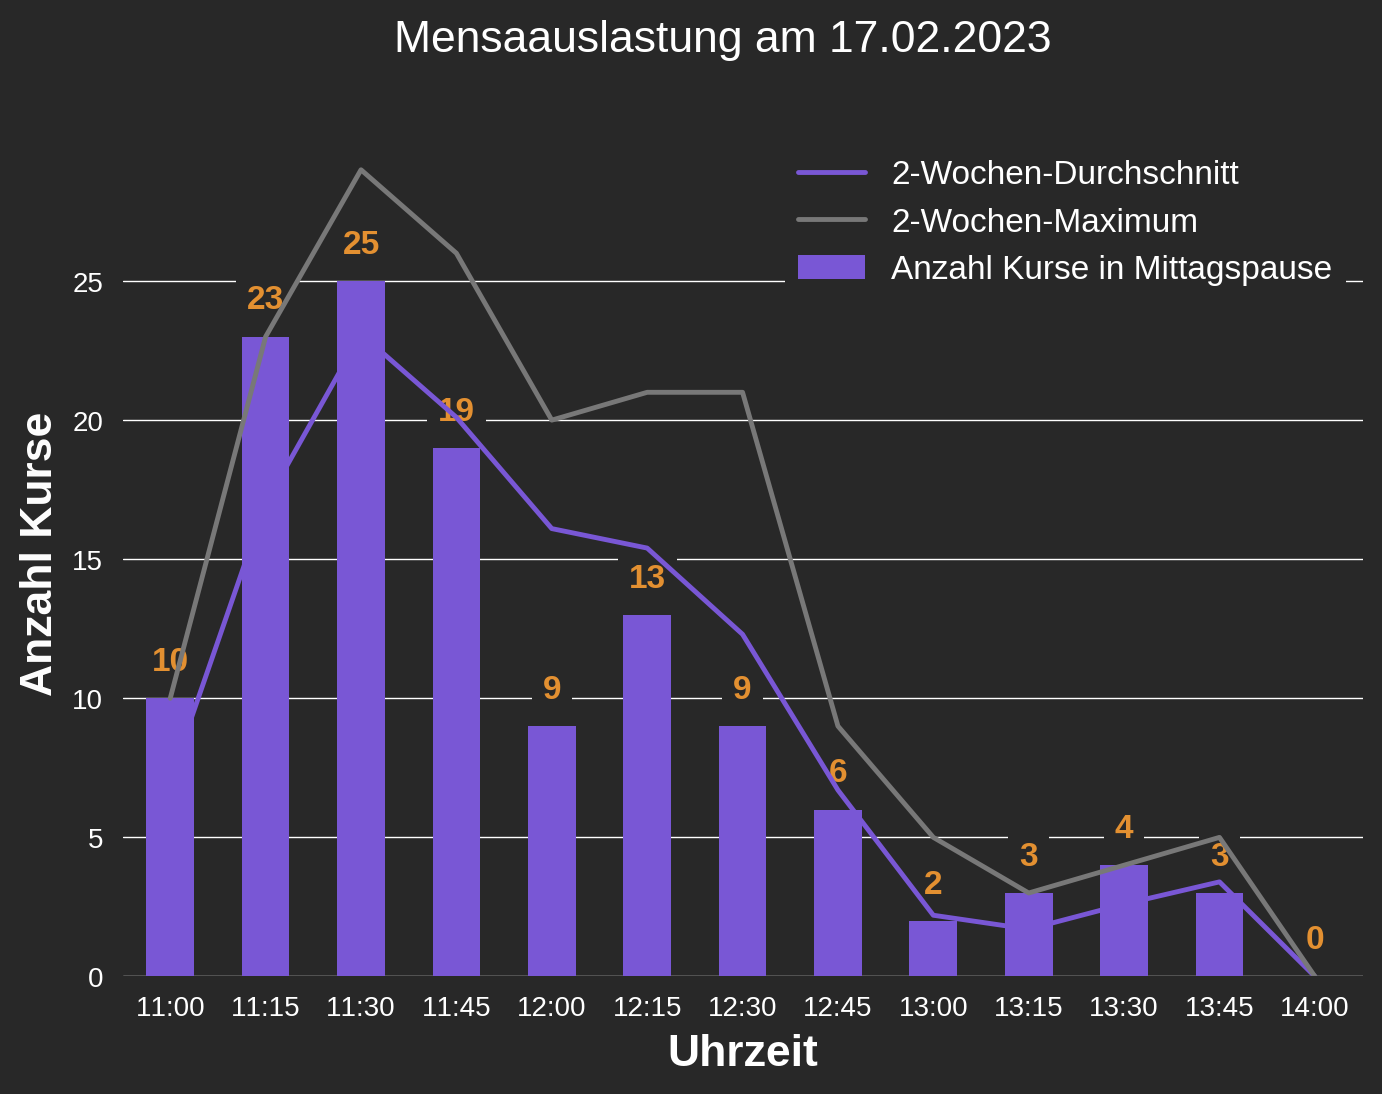 Mensaauslastung am 17.02.2023
2-Wochen-Durchschnitt
2-Wochen-Maximum
Anzahl Kurse in Mittagspause
Anzahl Kurse
25
20
15
10
5
0
10
23
25
19
9
13
9
6
2
3
4
3
0
11:00 11:15 11:30 11:45 12:00 12:15 12:30 12:45 13:00 13:15 13:30 13:45 14:00
Uhrzeit